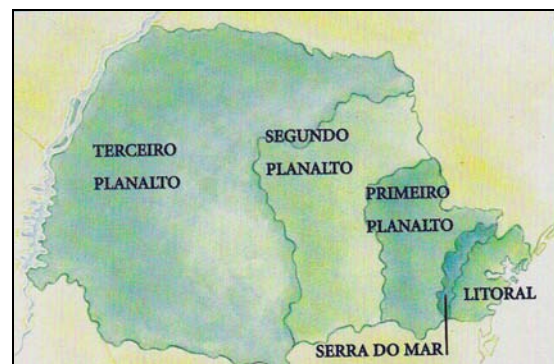 TERCEIRO
PLANALTO
SEGUNDO
PLANALTO
PRIMEIRO
PLANALTO
LITORAL
SERRA DO MAR